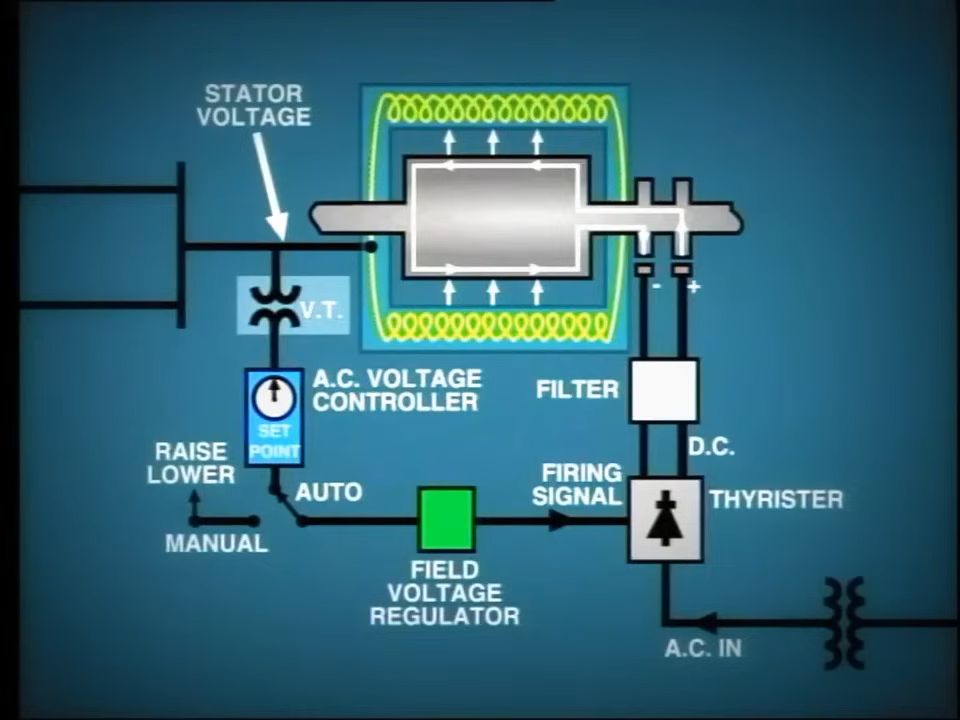 STATOR
VOLTAGE
V.T.
- +
A.C. VOLTAGE
CONTROLLER
SET
POINT
FILTER
D.C.
RAISE
LOWER
AUTO
MANUAL
FIRING
SIGNAL
THYRISTER
FIELD
VOLTAGE
REGULATOR
A.C. IN